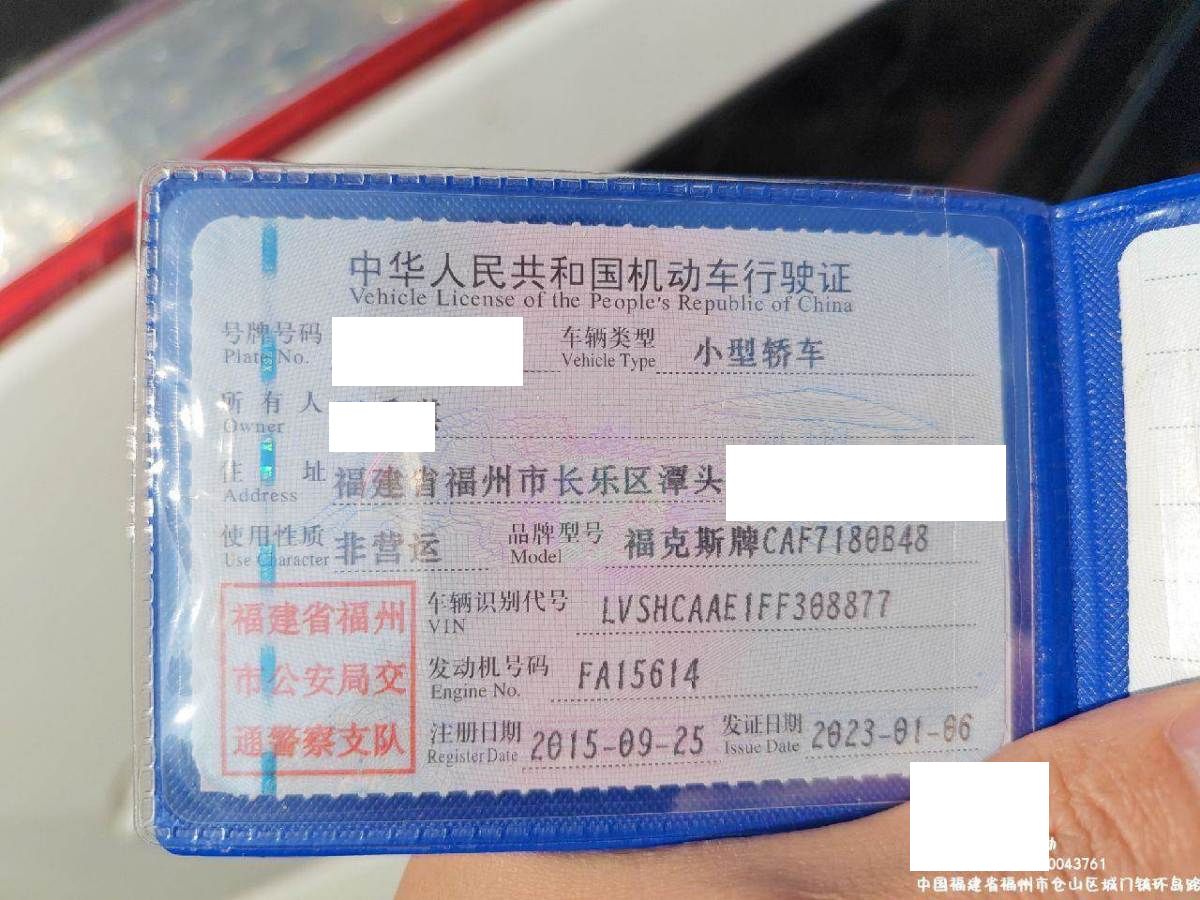 中华人民共和国机动车行驶证
Vehicle License of the People's Republic of China
号牌号码 车辆类型 小型轿车
Plate No. Vehicle Type
所有人
Owner
住址 福建省福州市长乐区潭头
Address
使用性质 非营运 品牌型号 福克斯牌CAF7180B48
Use Character Model
车辆识别代号 LVSHCAAE1FF308877
VIN
发动机号码 FA15614
Engine No.
注册日期 2015-09-25 发证日期 2023-01-06
Register Date Issue Date
福建省福州
市公安局交
通警察支队
0043761
中国福建省福州市仓山区城门镇环岛路